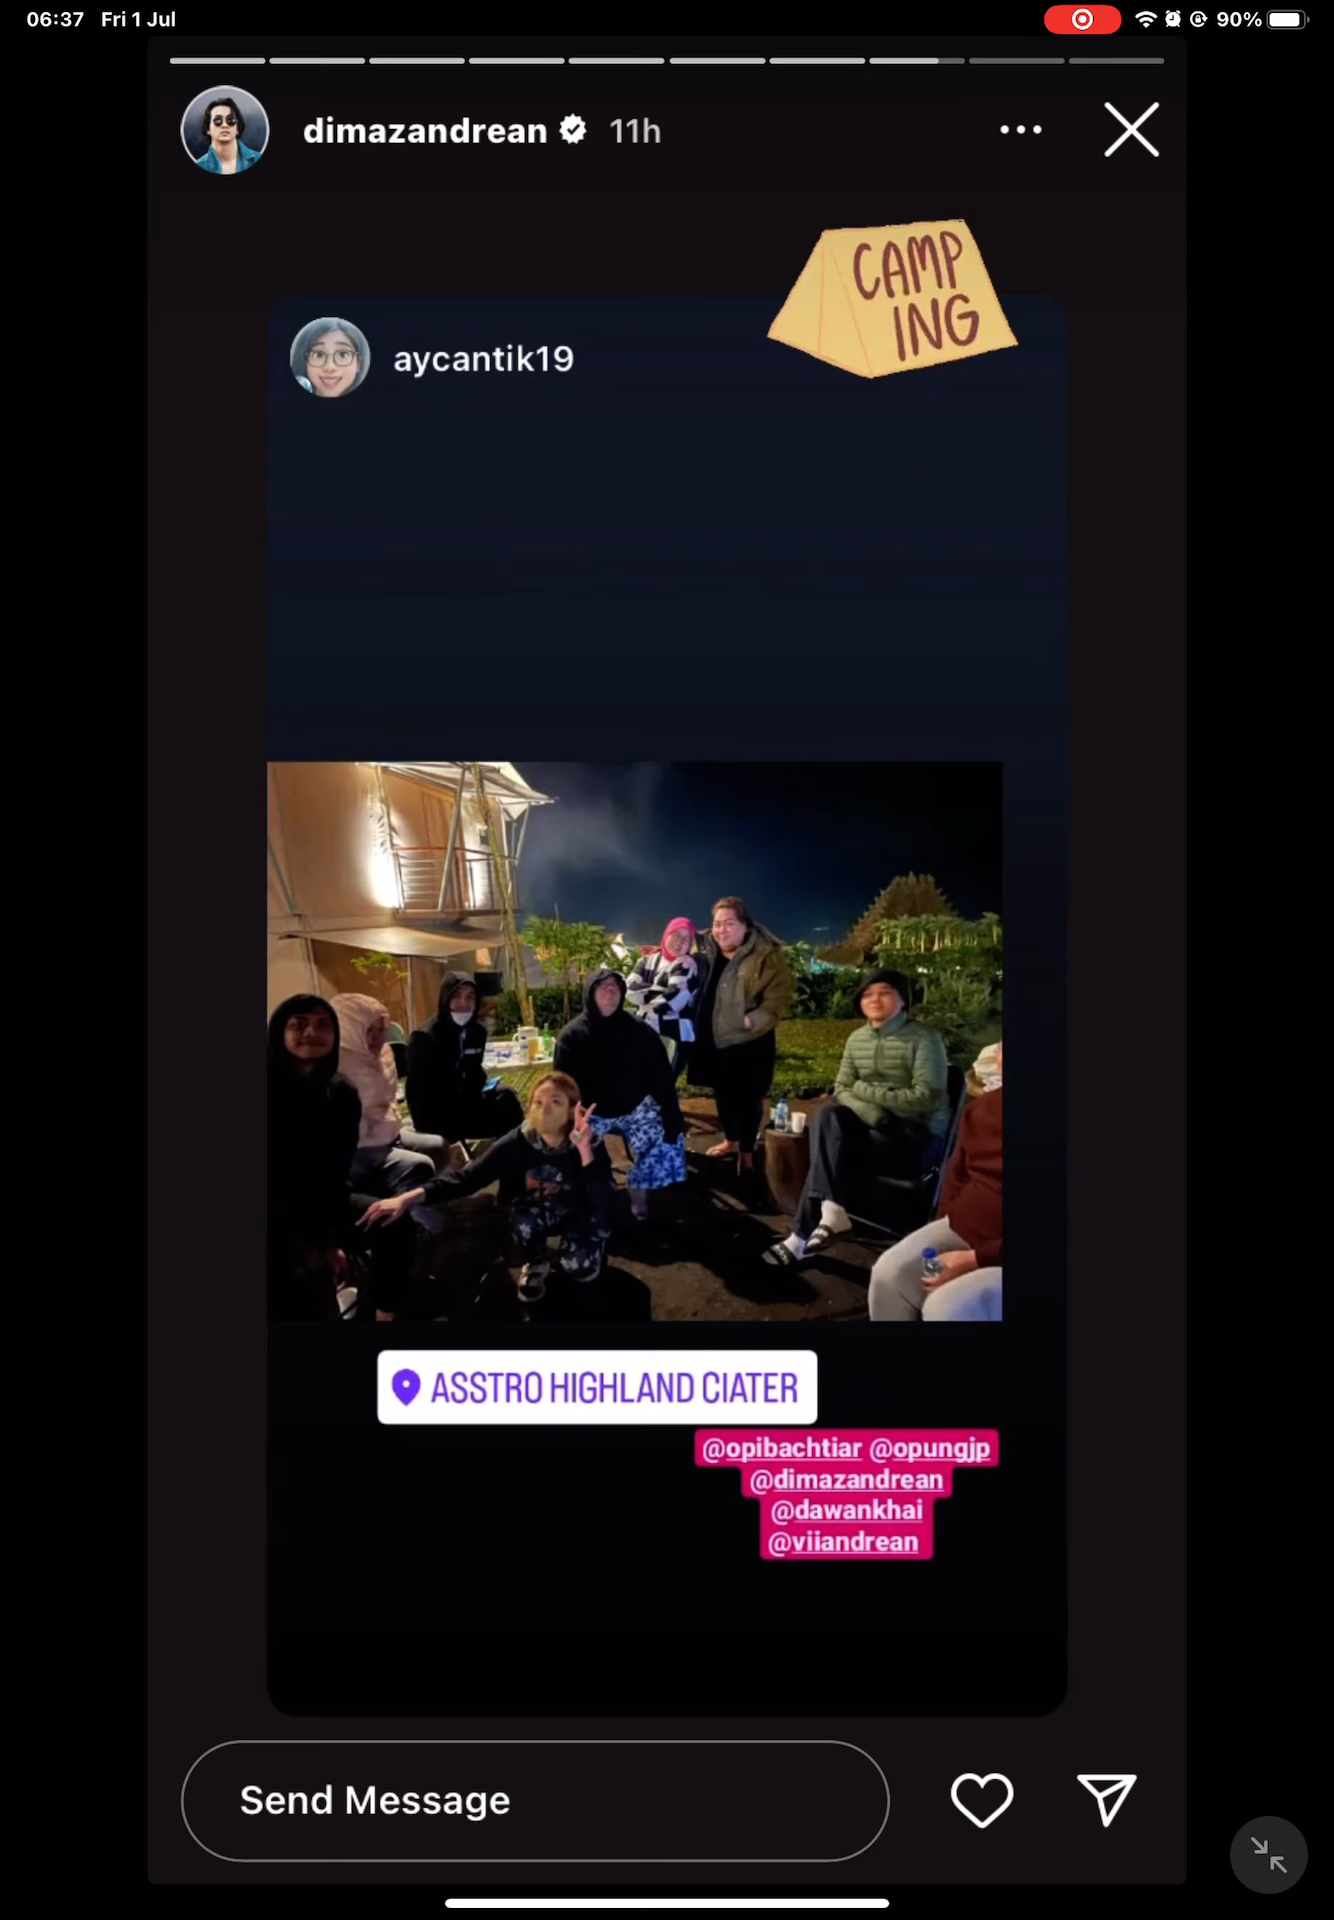 06:37 Fri 1 Jul
90%
dimazandrean 11h
CAMP
ING
aycantik19
ASSTRO HIGHLAND CIATER
@opibachtiar @opungjp
@dimazandrean
@dawankhai
@viiandrean
Send Message